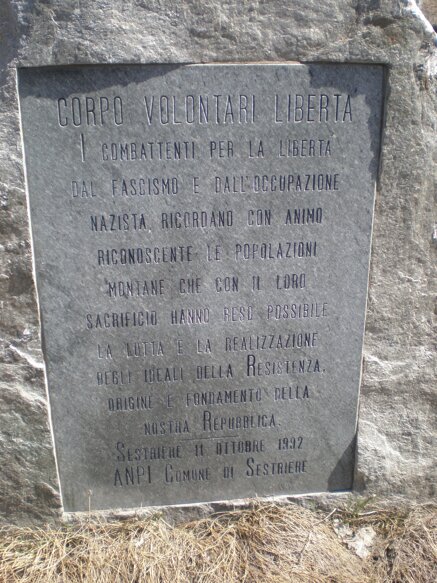 CORPO VOLONTARI LIBERTA'
I COMBATTENTI PER LA LIBERTA'
DAL FASCISMO E DALL'OCCUPAZIONE
NAZISTA, RICORDANO CON ANIMO
RICONOSCENTE LE POPOLAZIONI
MONTANE CHE CON IL LORO
SACRIFICIO HANNO RESO POSSIBILE
LA LOTTA E LA REALIZZAZIONE
DEGLI IDEALI DELLA RESISTENZA,
ORIGINE E FONDAMENTO DELLA
NOSTRA REPUBBLICA.
SESTRIERE 11 OTTOBRE 1992
ANPI COMUNE DI SESTRIERE